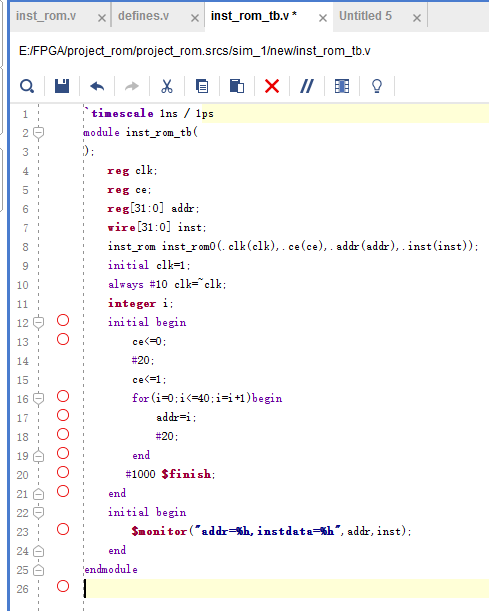 inst_rom.v × defines.v × inst_rom_tb.v * × Untitled 5 ×
E:/FPGA/project_rom/project_rom.srcs/sim_1/new/inst_rom_tb.v
1 `timescale 1ns / 1ps
2 module inst_rom_tb(
3 );
4 reg clk;
5 reg ce;
6 reg[31:0] addr;
7 wire[31:0] inst;
8 inst_rom inst_rom0(.clk(clk),.ce(ce),.addr(addr),.inst(inst));
9 initial clk=1;
10 always #10 clk=~clk;
11 integer i;
12 initial begin
13 ce<=0;
14 #20;
15 ce<=1;
16 for(i=0;i<=40;i=i+1)begin
17 addr=i;
18 #20;
19 end
20 #1000 $finish;
21 end
22 initial begin
23 $monitor("addr=%h,instdata=%h",addr,inst);
24 end
25 endmodule
26